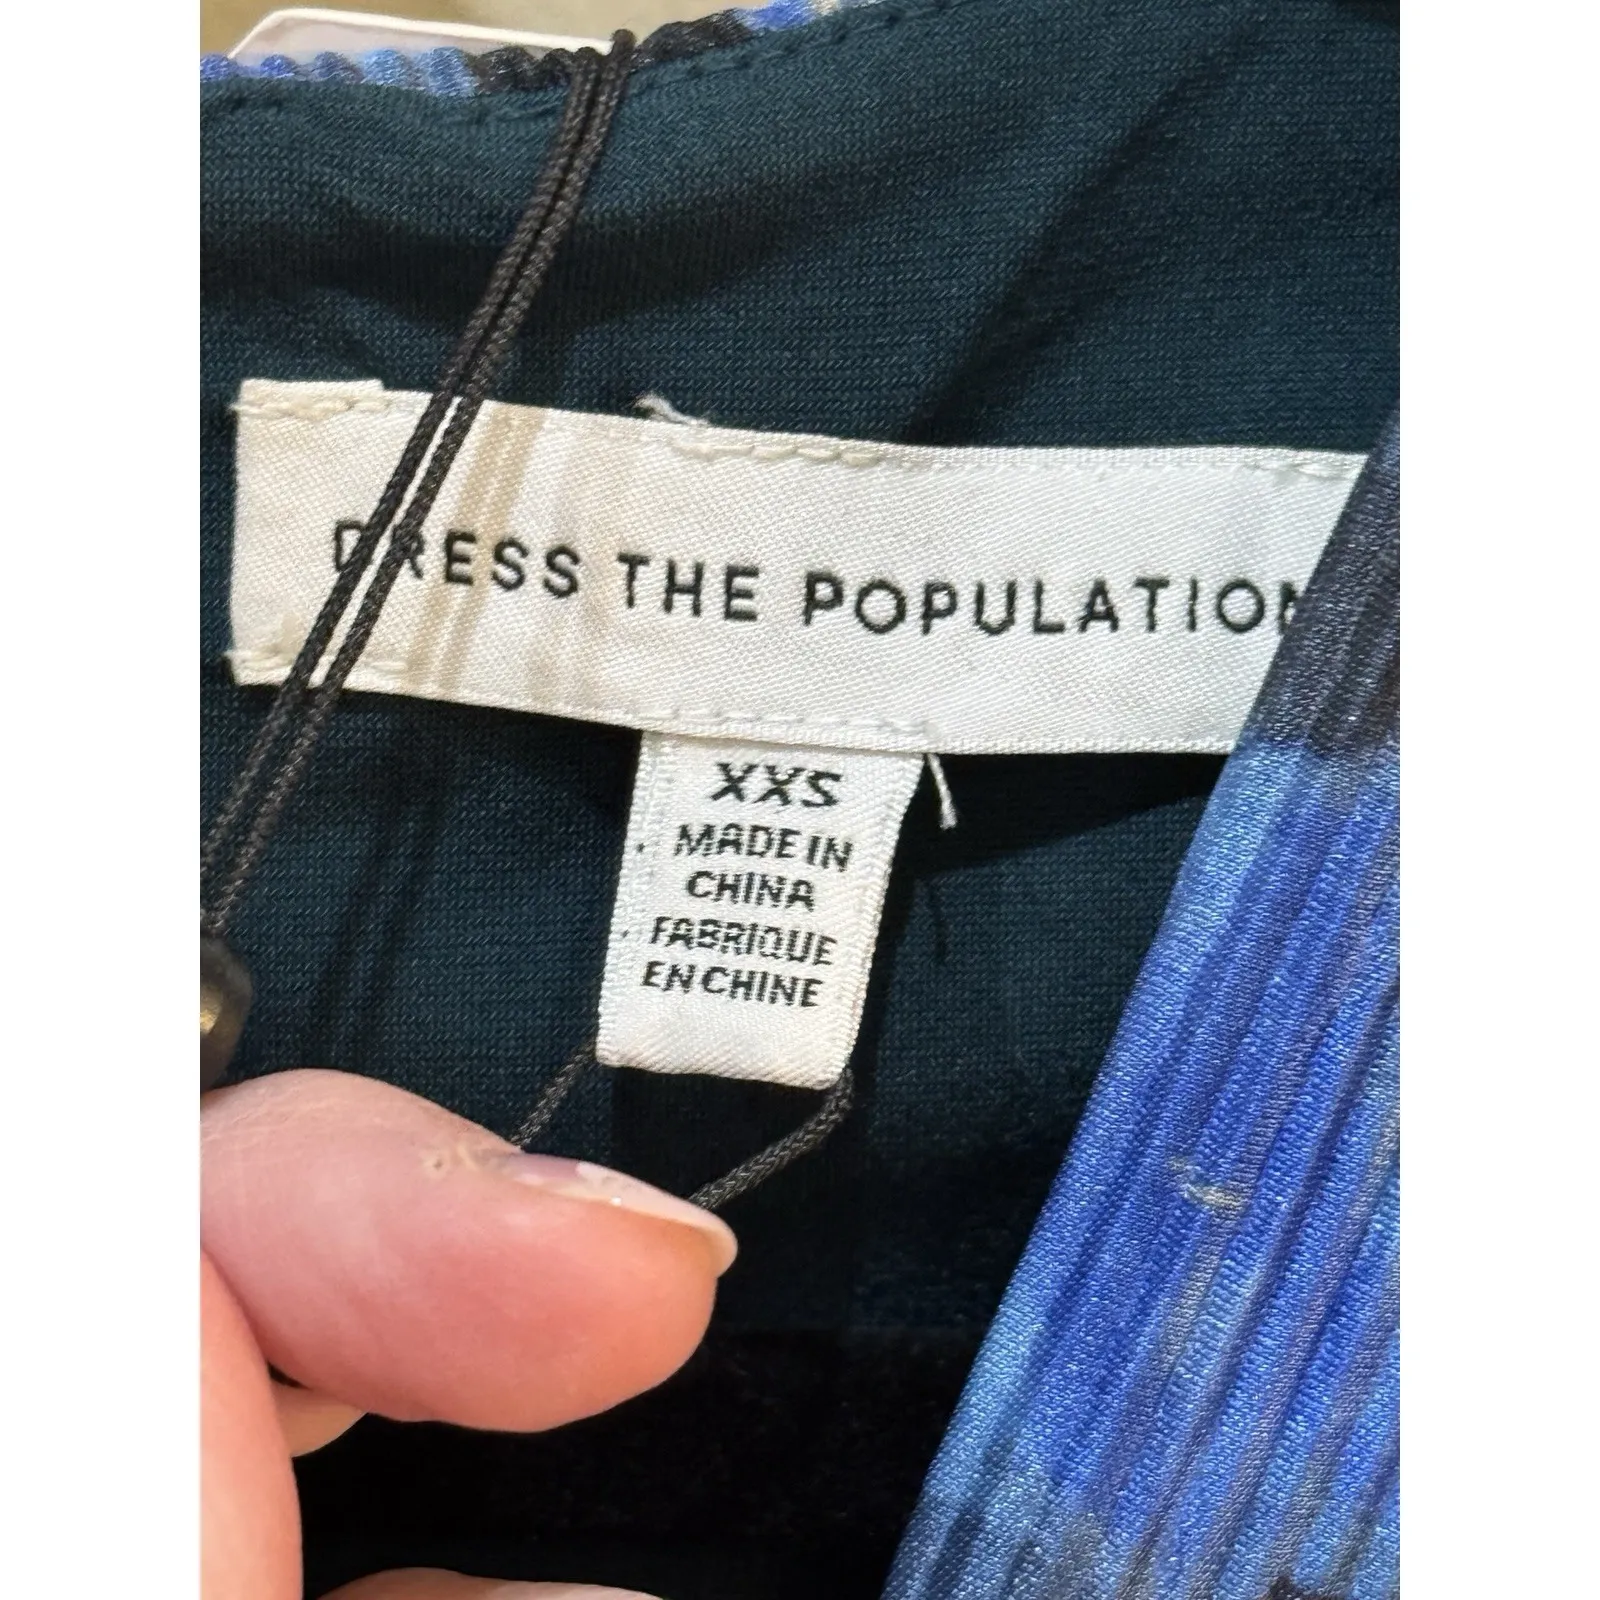 DRESS THE POPULATION
XXS
MADE IN
CHINA
FABRIQUE
EN CHINE